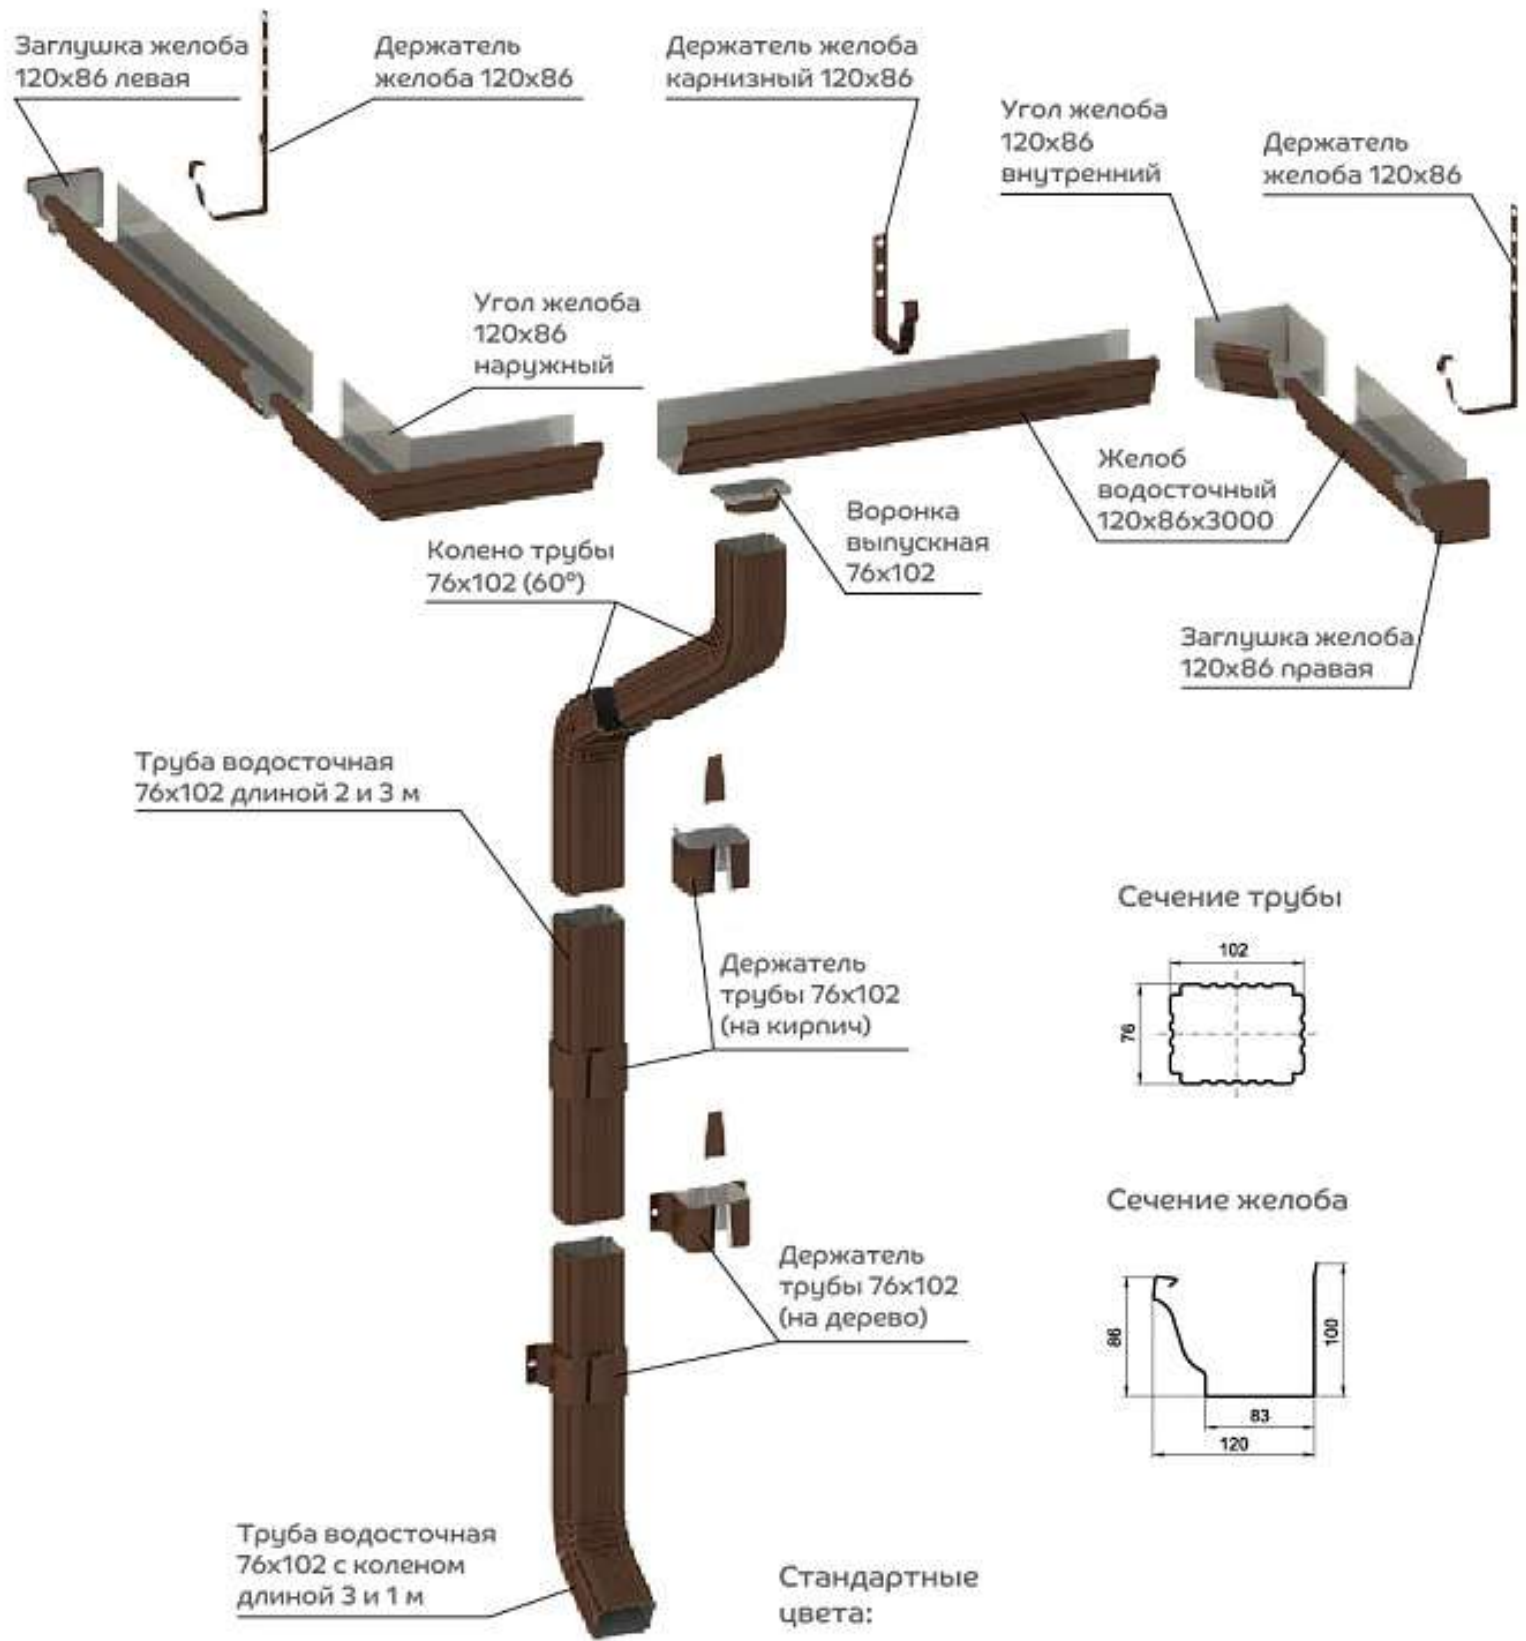 Заглушка желоба
120х86 левая
Держатель
желоба 120х86
Держатель желоба
карнизный 120х86
Угол желоба
120х86
внутренний
Держатель
желоба 120х86
Угол желоба
120х86
наружный
Желоб
водосточный
120х86х3000
Воронка
выпускная
76х102
Колено трубы
76х102 (60°)
Заглушка желоба
120х86 правая
Труба водосточная
76х102 длиной 2 и 3 м
Держатель
трубы 76х102
(на кирпич)
Сечение трубы
102
76
Держатель
трубы 76х102
(на дерево)
Сечение желоба
86
100
83
120
Труба водосточная
76х102 с коленом
длиной 3 и 1 м
Стандартные
цвета: